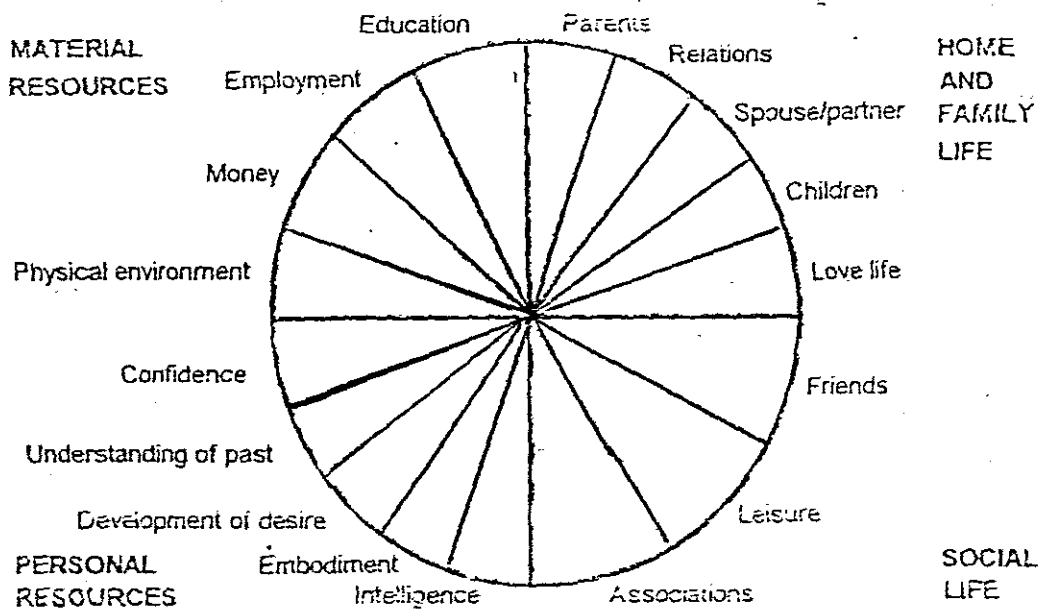 Education
Parents
MATERIAL
RESOURCES
Employment
Relations
HOME
AND
FAMILY
LIFE
Spouse/partner
Money
Children
Physical environment
Love life
Confidence
Friends
Understanding of past
Leisure
Development of desire
Embodiment
Intelligence
Associations
PERSONAL
RESOURCES
SOCIAL
LIFE